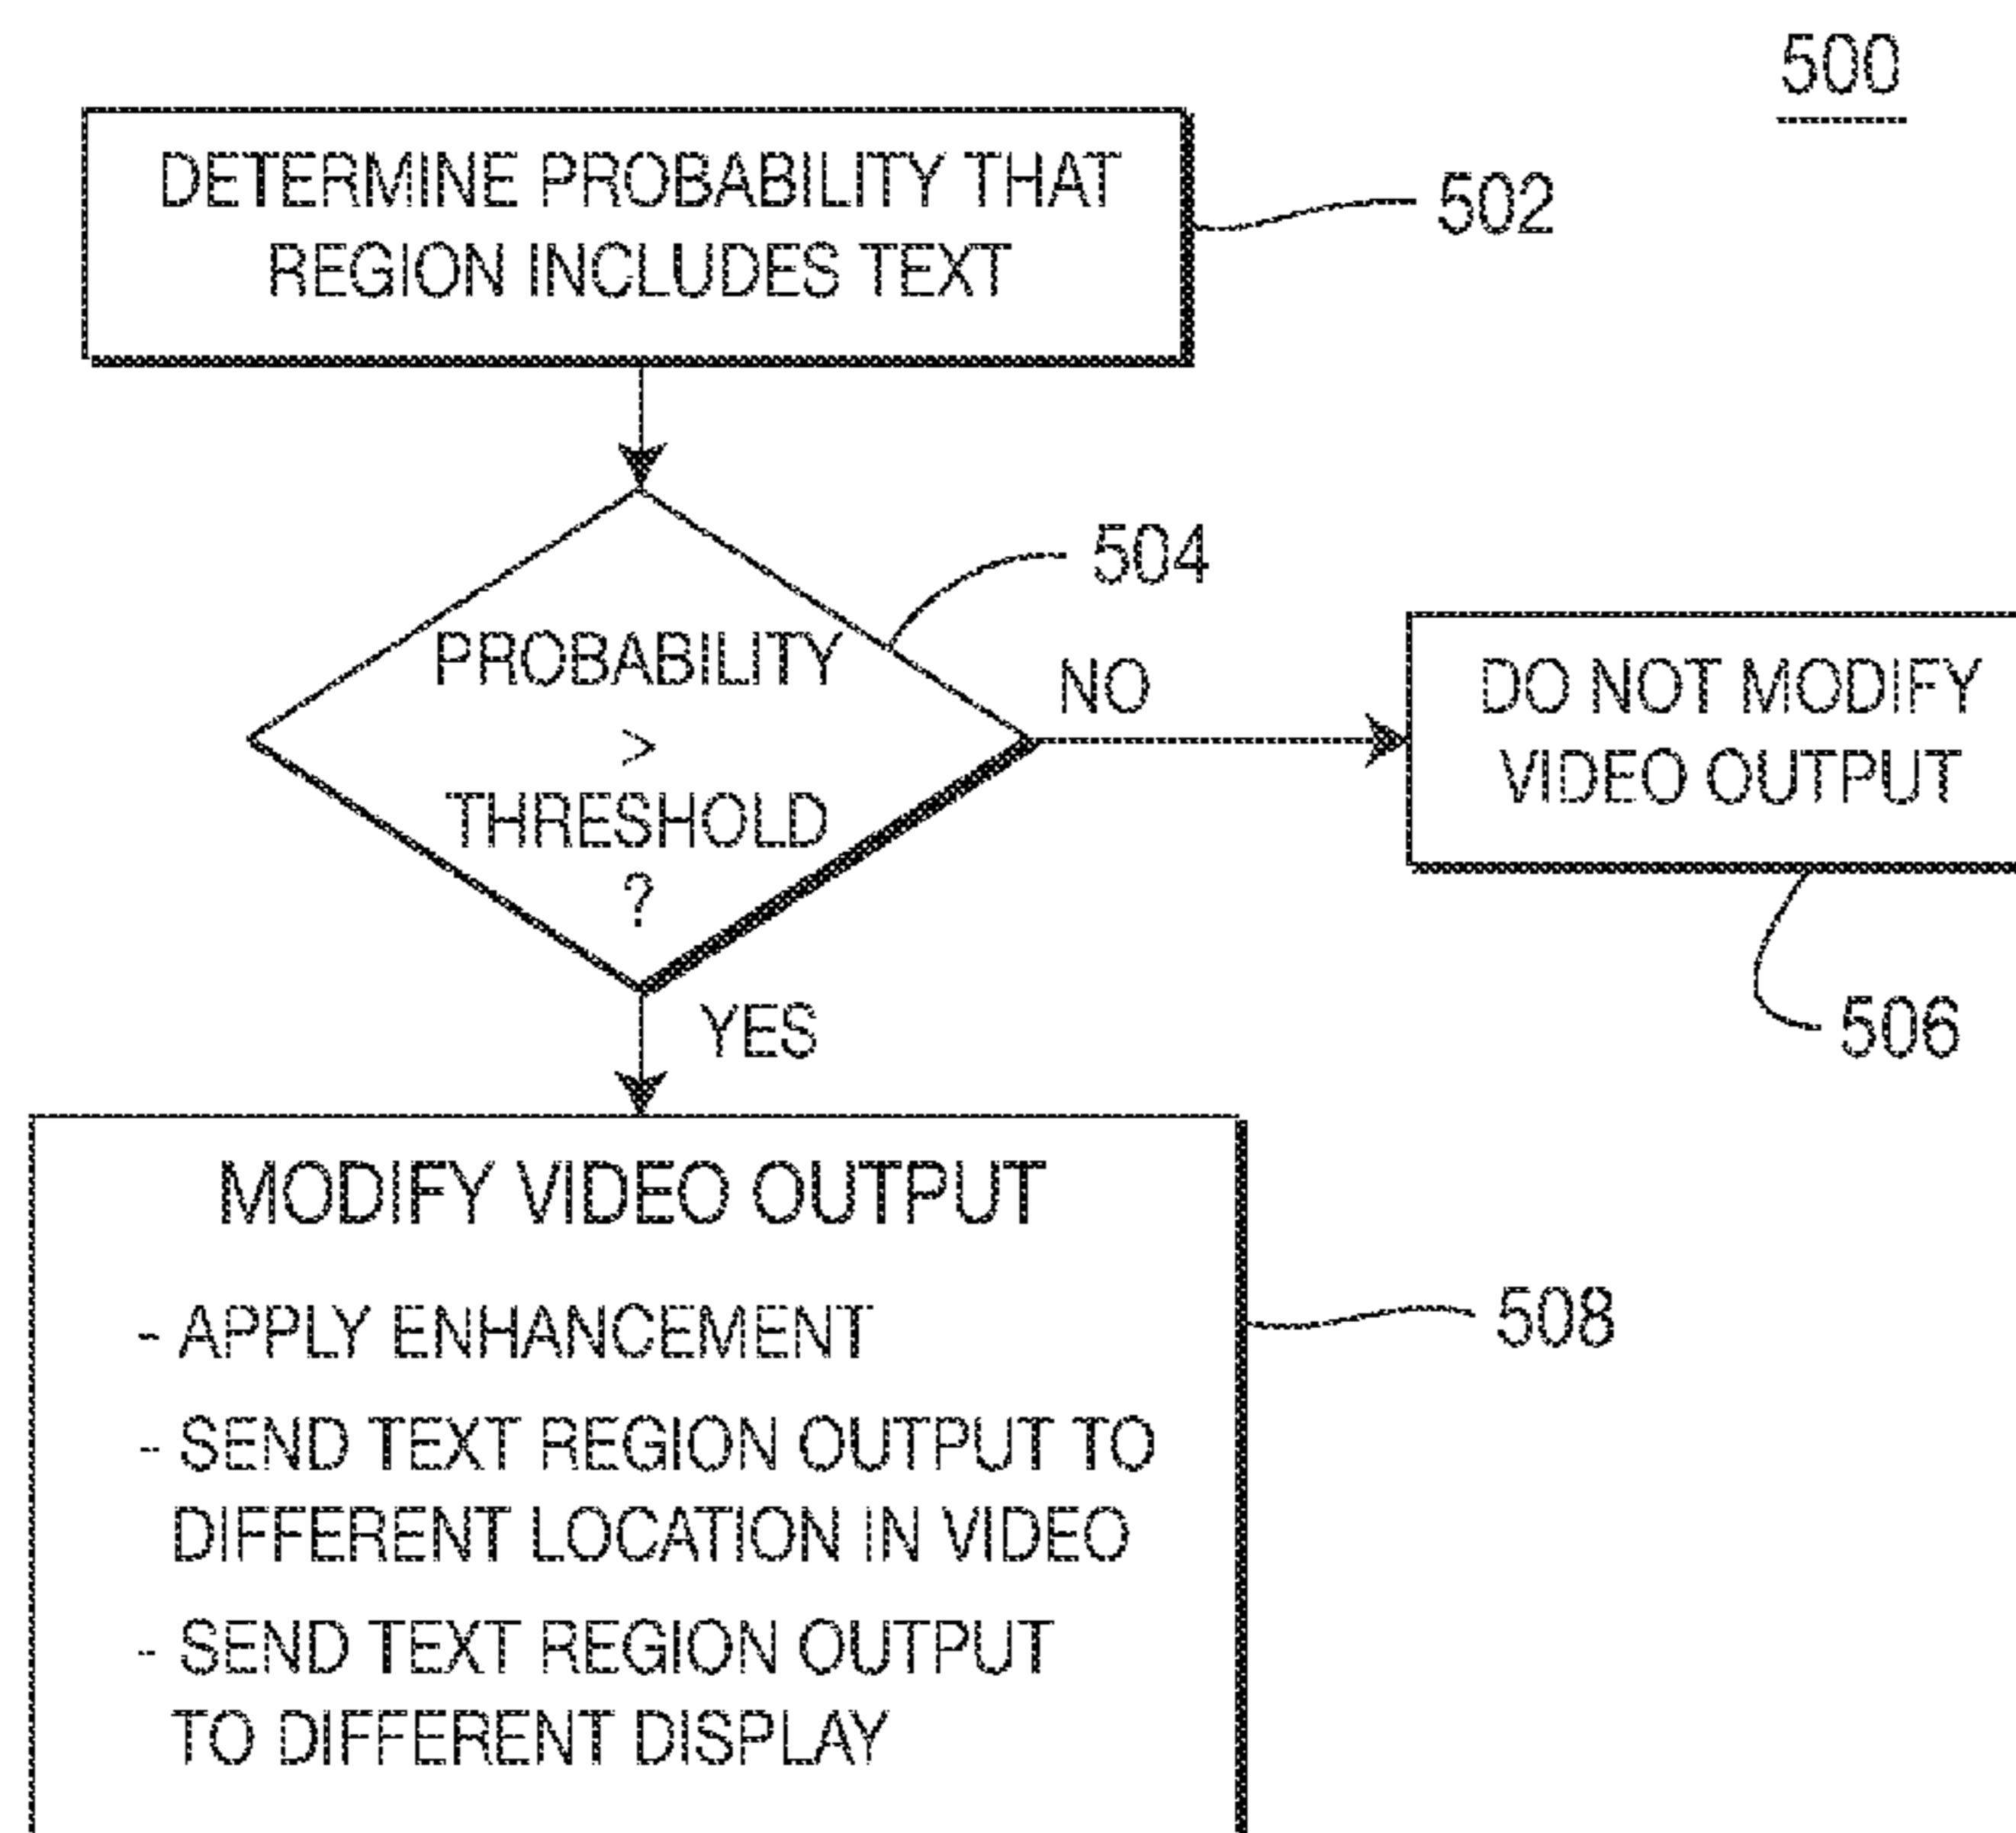 500
DETERMINE PROBABILITY THAT
REGION INCLUDES TEXT
502
504
PROBABILITY
>
THRESHOLD
?
NO
DO NOT MODIFY
VIDEO OUTPUT
506
YES
MODIFY VIDEO OUTPUT
- APPLY ENHANCEMENT
- SEND TEXT REGION OUTPUT TO
DIFFERENT LOCATION IN VIDEO
- SEND TEXT REGION OUTPUT
TO DIFFERENT DISPLAY
508